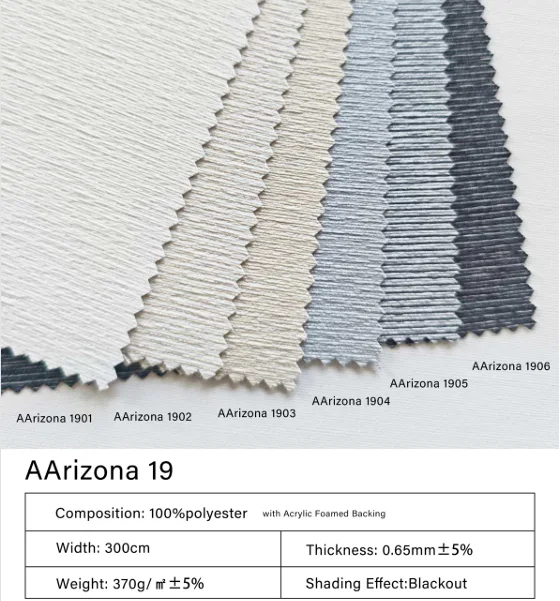 AArizona 1901
AArizona 1902
AArizona 1903
AArizona 1904
AArizona 1905
AArizona 1906
AArizona 19
Composition: 100%polyester with Acrylic Foamed Backing
Width: 300cm
Thickness: 0.65mm±5%
Weight: 370g/㎡±5%
Shading Effect:Blackout